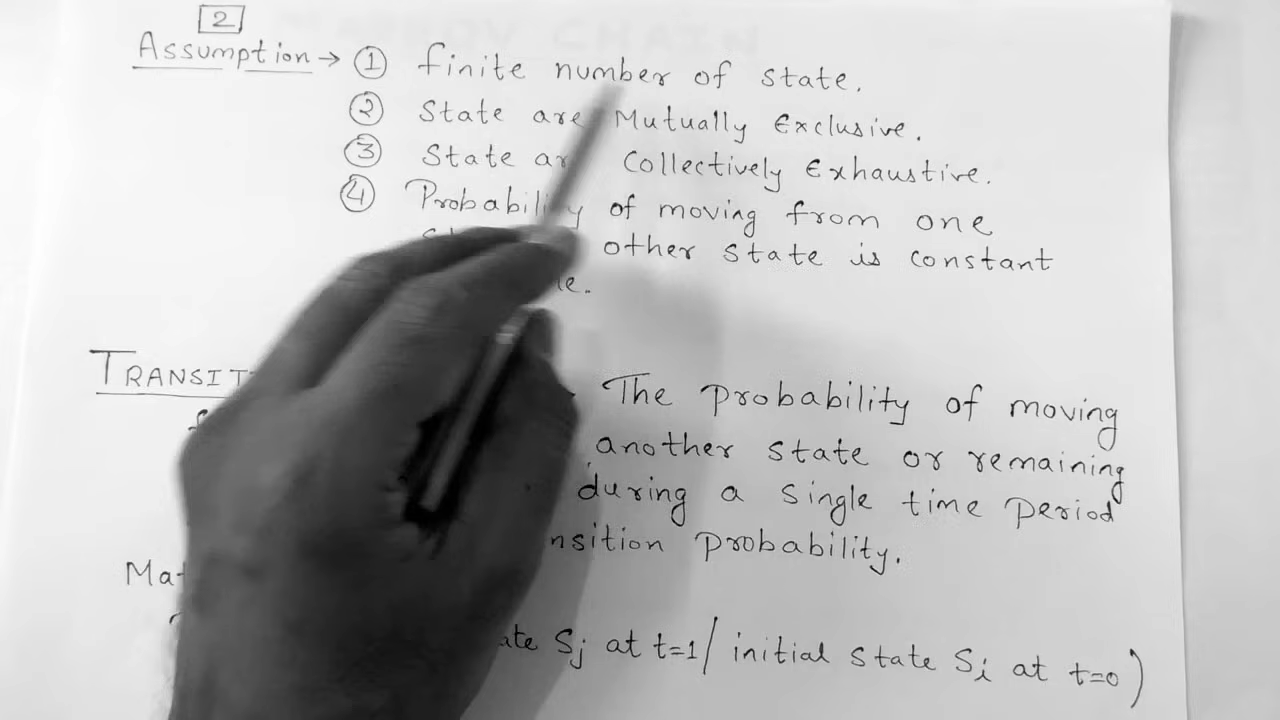 2
Assumption → ① finite number of state.
② State are Mutually Exclusive.
③ State ar Collectively Exhaustive.
④ Probability of moving from one
other state is constant
TRANSIT The probability of moving
another state or remaining
during a single time period
nsition probability.
Mat
ate Sj at t=1/ initial state Si at t=0)